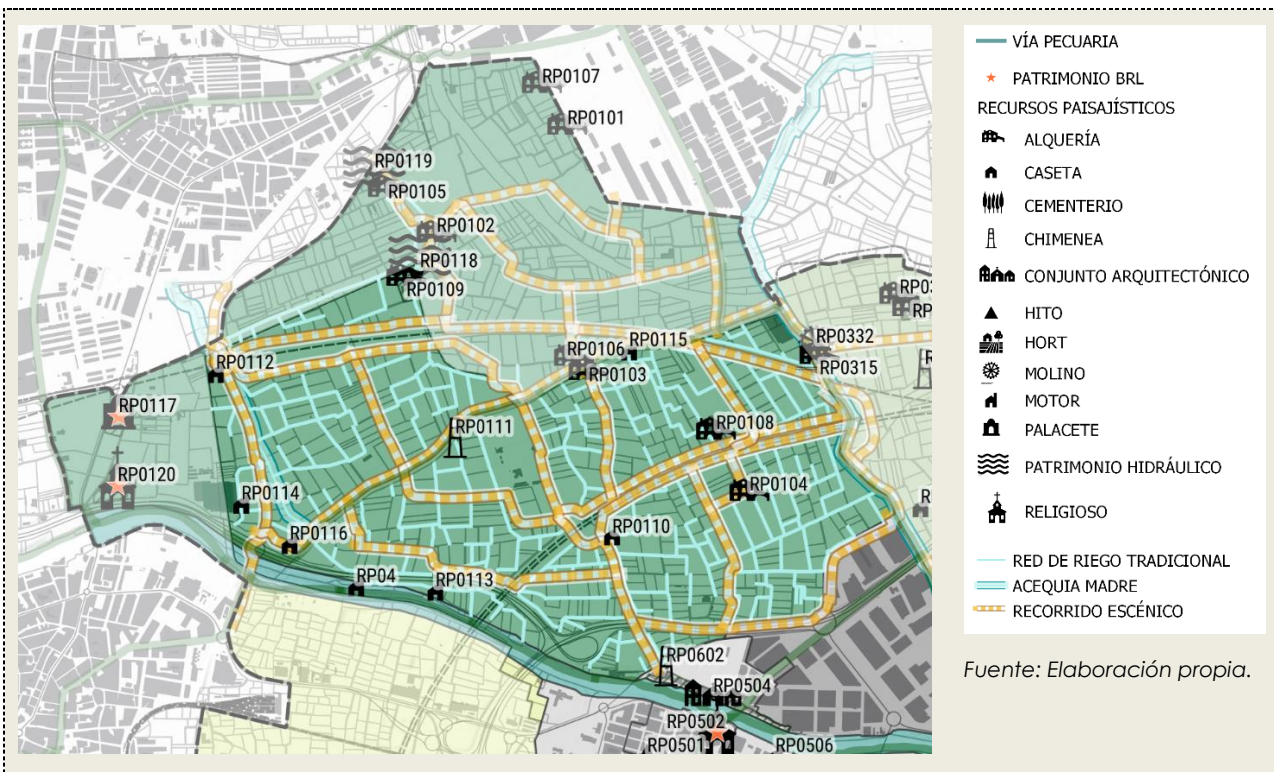 RP0107
RP0101
RP0119
RP0105
RP0102
RP0118
RP0109
RP0332
RP0106
RP0115
RP0112
RP0103
RP0315
RP0117
RP0111
RP0108
RP0120
RP0104
RP0114
RP0116
RP0110
RP04
RP0113
RP0602
RP0504
RP0502
RP0501
RP0506
VÍA PECUARIA
PATRIMONIO BRL
RECURSOS PAISAJÍSTICOS
ALQUERÍA
CASETA
CEMENTERIO
CHIMENEA
CONJUNTO ARQUITECTÓNICO
HITO
HORT
MOLINO
MOTOR
PALACETE
PATRIMONIO HIDRÁULICO
RELIGIOSO
RED DE RIEGO TRADICIONAL
ACEQUIA MADRE
RECORRIDO ESCÉNICO
Fuente: Elaboración propia.